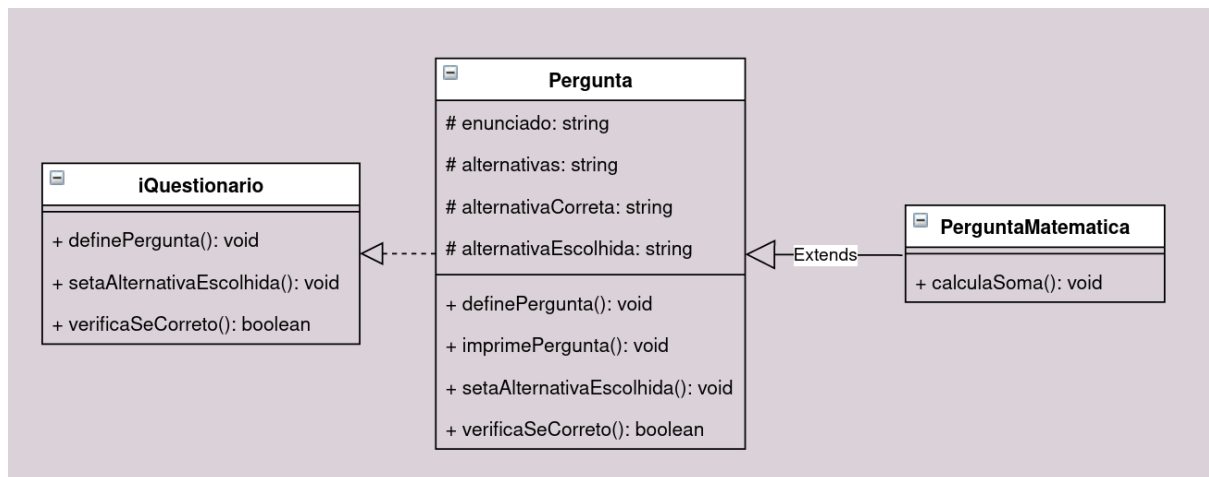 iQuestionario
+ definePergunta(): void
+ setaAlternativaEscolhida(): void
+ verificaSeCorreto(): boolean
Pergunta
# enunciado: string
# alternativas: string
# alternativaCorreta: string
# alternativaEscolhida: string
+ definePergunta(): void
+ imprimePergunta(): void
+ setaAlternativaEscolhida(): void
+ verificaSeCorreto(): boolean
Extends
PerguntaMatematica
+ calculaSoma(): void